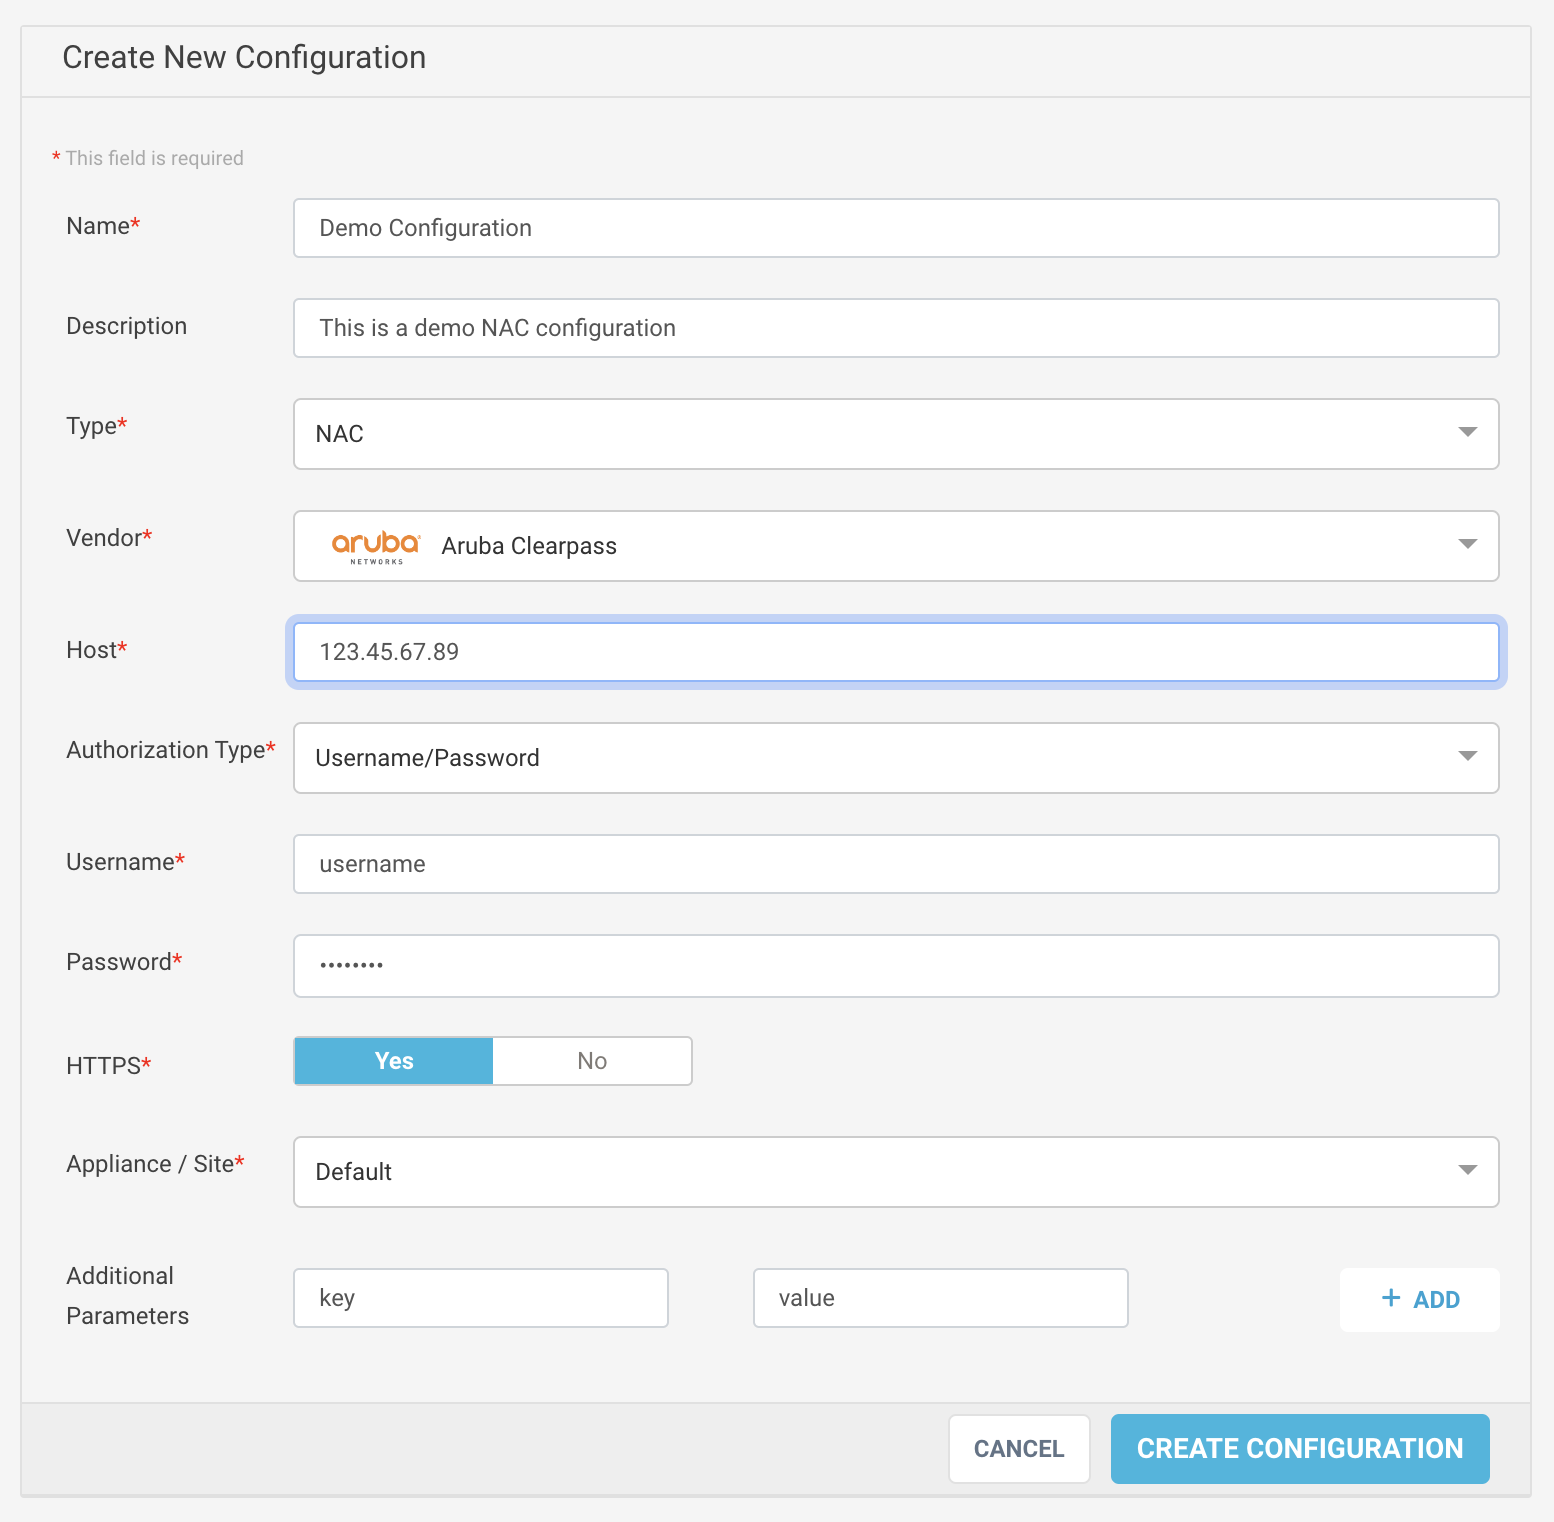 Create New Configuration
* This field is required
Name* Demo Configuration
Description This is a demo NAC configuration
Type* NAC
Vendor* aruba NETWORKS Aruba Clearpass
Host* 123.45.67.89
Authorization Type* Username/Password
Username* username
Password* ••••••••
HTTPS* Yes No
Appliance / Site* Default
Additional
Parameters
key value + ADD
CANCEL CREATE CONFIGURATION